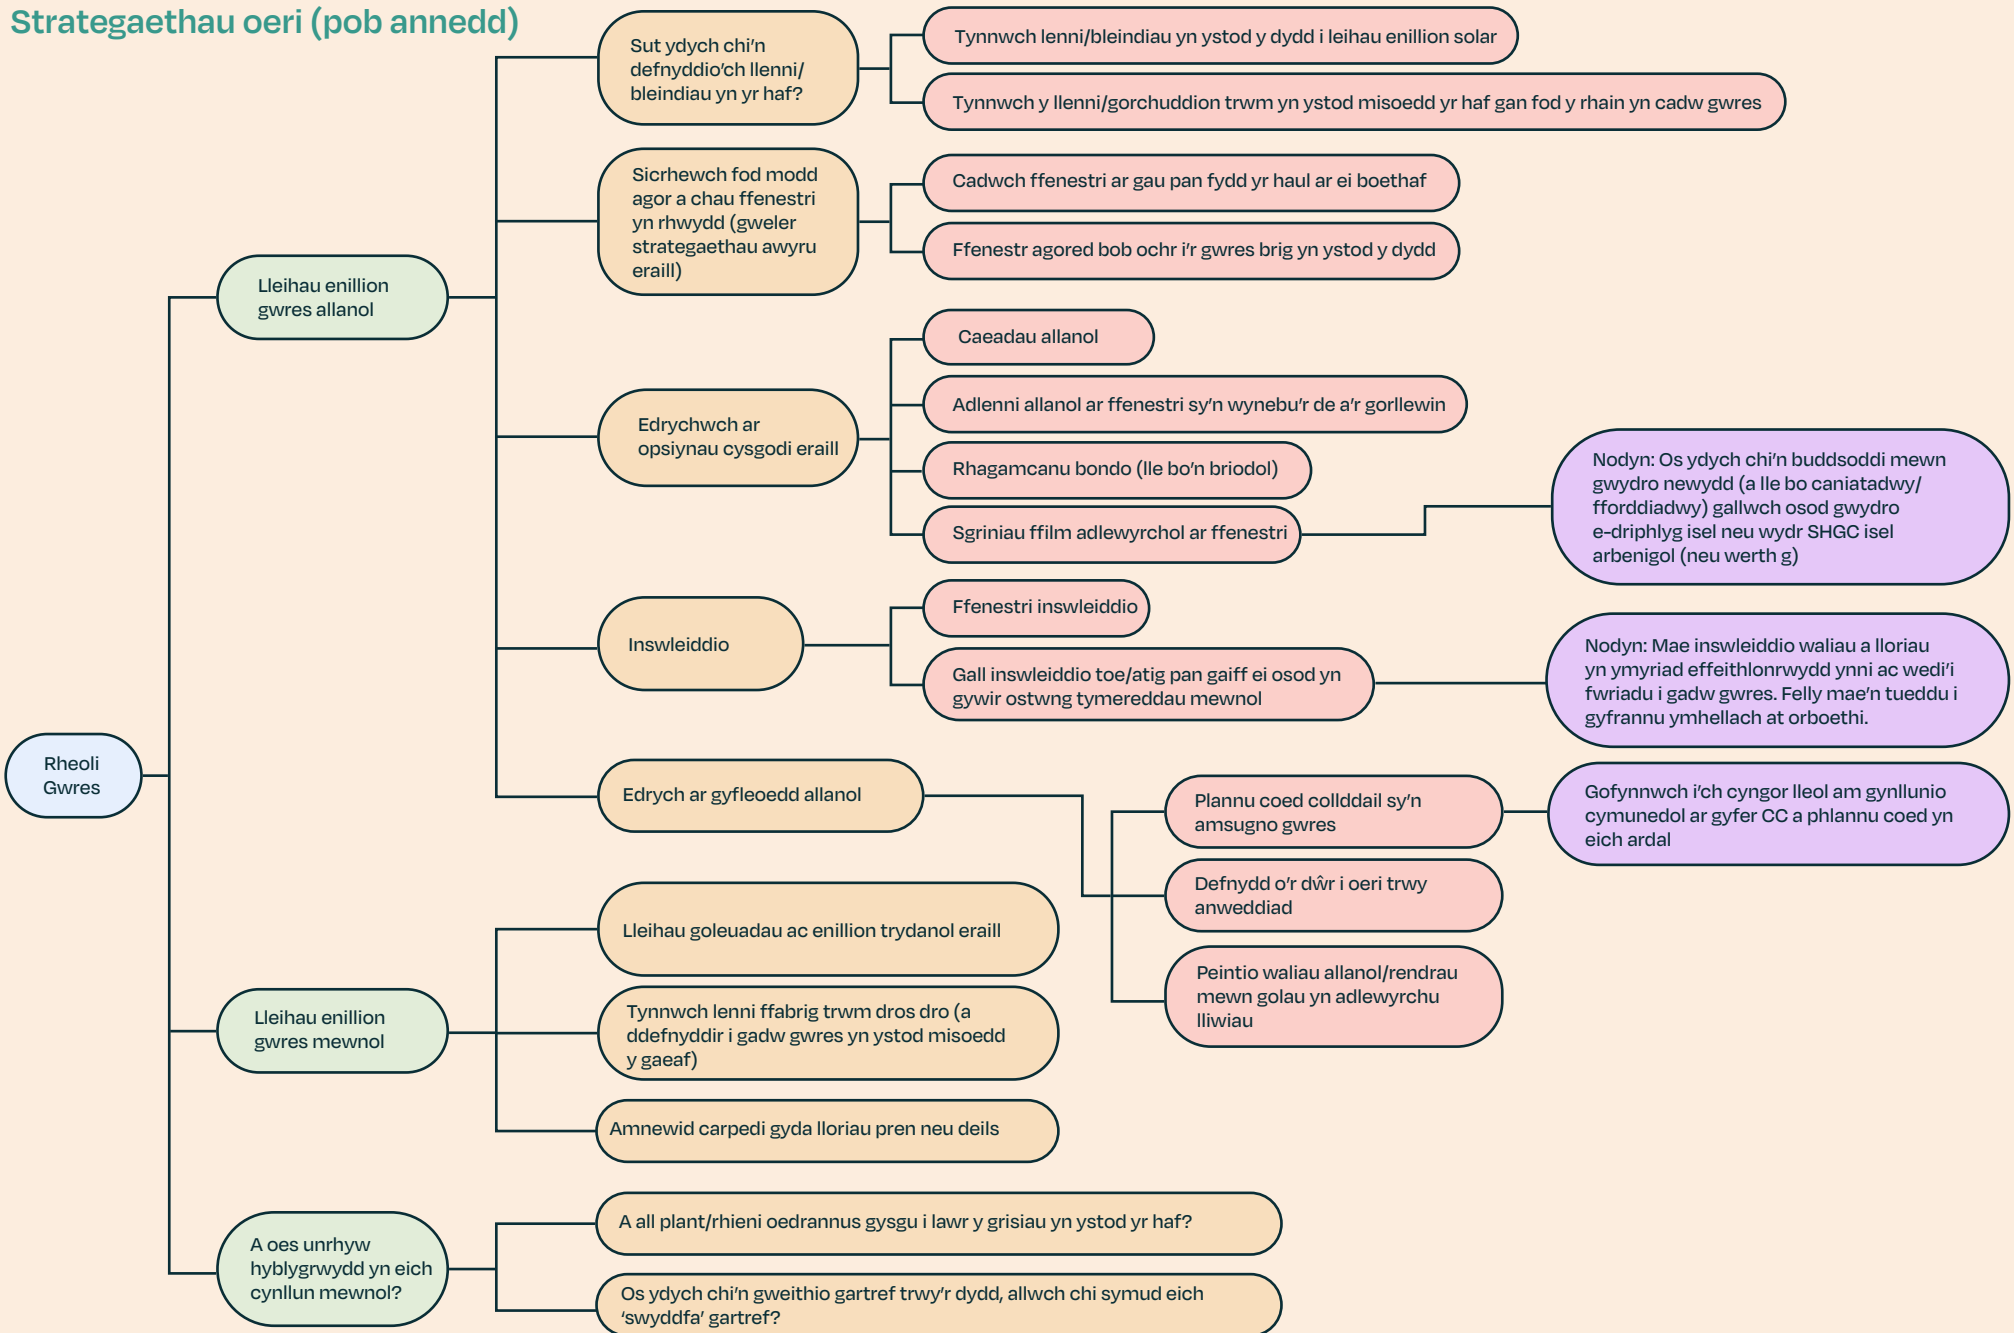 Strategaethau oeri (pob annedd)
Rheoli
Gwres
Lleihau enillion
gwres allanol
Sut ydych chi’n
defnyddio’ch llenni/
bleindiau yn yr haf?
Tynnwch lenni/bleindiau yn ystod y dydd i leihau enillion solar
Tynnwch y llenni/gorchuddion trwm yn ystod misoedd yr haf gan fod y rhain yn cadw gwres
Sicrhewch fod modd
agor a chau ffenestri
yn rhwydd (gweler
strategaethau awyru
eraill)
Cadwch ffenestri ar gau pan fydd yr haul ar ei boethaf
Ffenestr agored bob ochr i’r gwres brig yn ystod y dydd
Edrychwch ar
opsiynau cysgodi eraill
Caeadau allanol
Adlenni allanol ar ffenestri sy’n wynebu’r de a’r gorllewin
Rhagamcanu bondo (lle bo’n briodol)
Sgriniau ffilm adlewyrchol ar ffenestri
Nodyn: Os ydych chi’n buddsoddi mewn
gwydro newydd (a lle bo caniatadwy/
fforddiadwy) gallwch osod gwydro
e-driphlyg isel neu wydr SHGC isel
arbenigol (neu werth g)
Inswleiddio
Ffenestri inswleiddio
Gall inswleiddio toe/atig pan gaiff ei osod yn
gywir ostwng tymereddau mewnol
Nodyn: Mae inswleiddio waliau a lloriau
yn ymyriad effeithlonrwydd ynni ac wedi’i
fwriadu i gadw gwres. Felly mae’n tueddu i
gyfrannu ymhellach at orboethi.
Edrych ar gyfleoedd allanol
Plannu coed collddail sy’n
amsugno gwres
Gofynnwch i’ch cyngor lleol am gynllunio
cymunedol ar gyfer CC a phlannu coed yn
eich ardal
Defnydd o’r dŵr i oeri trwy
anweddiad
Peintio waliau allanol/rendrau
mewn golau yn adlewyrchu
lliwiau
Lleihau enillion
gwres mewnol
Lleihau goleuadau ac enillion trydanol eraill
Tynnwch lenni ffabrig trwm dros dro (a
ddefnyddir i gadw gwres yn ystod misoedd
y gaeaf)
Amnewid carpedi gyda lloriau pren neu deils
A oes unrhyw
hyblygrwydd yn eich
cynllun mewnol?
A all plant/rhieni oedrannus gysgu i lawr y grisiau yn ystod yr haf?
Os ydych chi’n gweithio gartref trwy’r dydd, allwch chi symud eich
‘swyddfa’ gartref?